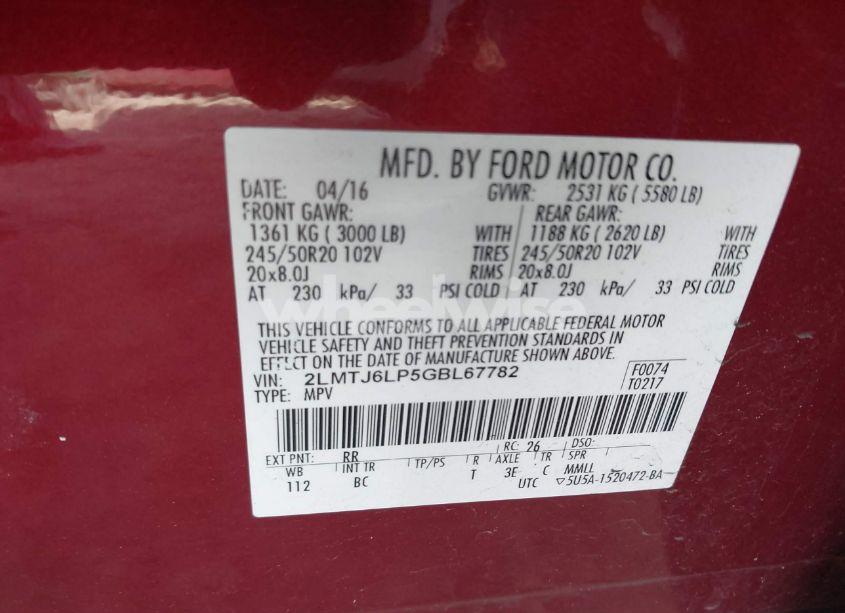 MFD. BY FORD MOTOR CO.
DATE: 04/16 GVWR: 2531 KG ( 5580 LB)
FRONT GAWR: REAR GAWR:
1361 KG ( 3000 LB) WITH 1188 KG ( 2620 LB) WITH
245/50R20 102V TIRES 245/50R20 102V TIRES
20x8.0J RIMS 20x8.0J RIMS
AT 230 kPa/ 33 PSI COLD AT 230 kPa/ 33 PSI COLD
wheelwise
THIS VEHICLE CONFORMS TO ALL APPLICABLE FEDERAL MOTOR
VEHICLE SAFETY AND THEFT PREVENTION STANDARDS IN
EFFECT ON THE DATE OF MANUFACTURE SHOWN ABOVE.
VIN: 2LMTJ6LP5GBL67782 F0074
TYPE: MPV T0217
EXT PNT: RR RC: 26 DSO:
WB INT TR TP/PS R AXLE TR SPR
112 BC T 3E C MMLL
UTC ▽5U5A-1520472-BA